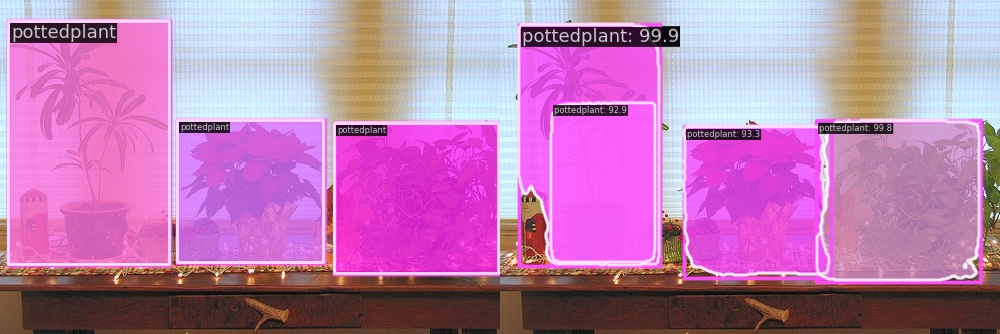 pottedplant
pottedplant
pottedplant
pottedplant: 99.9
pottedplant: 92.9
pottedplant: 93.3
pottedplant: 99.8